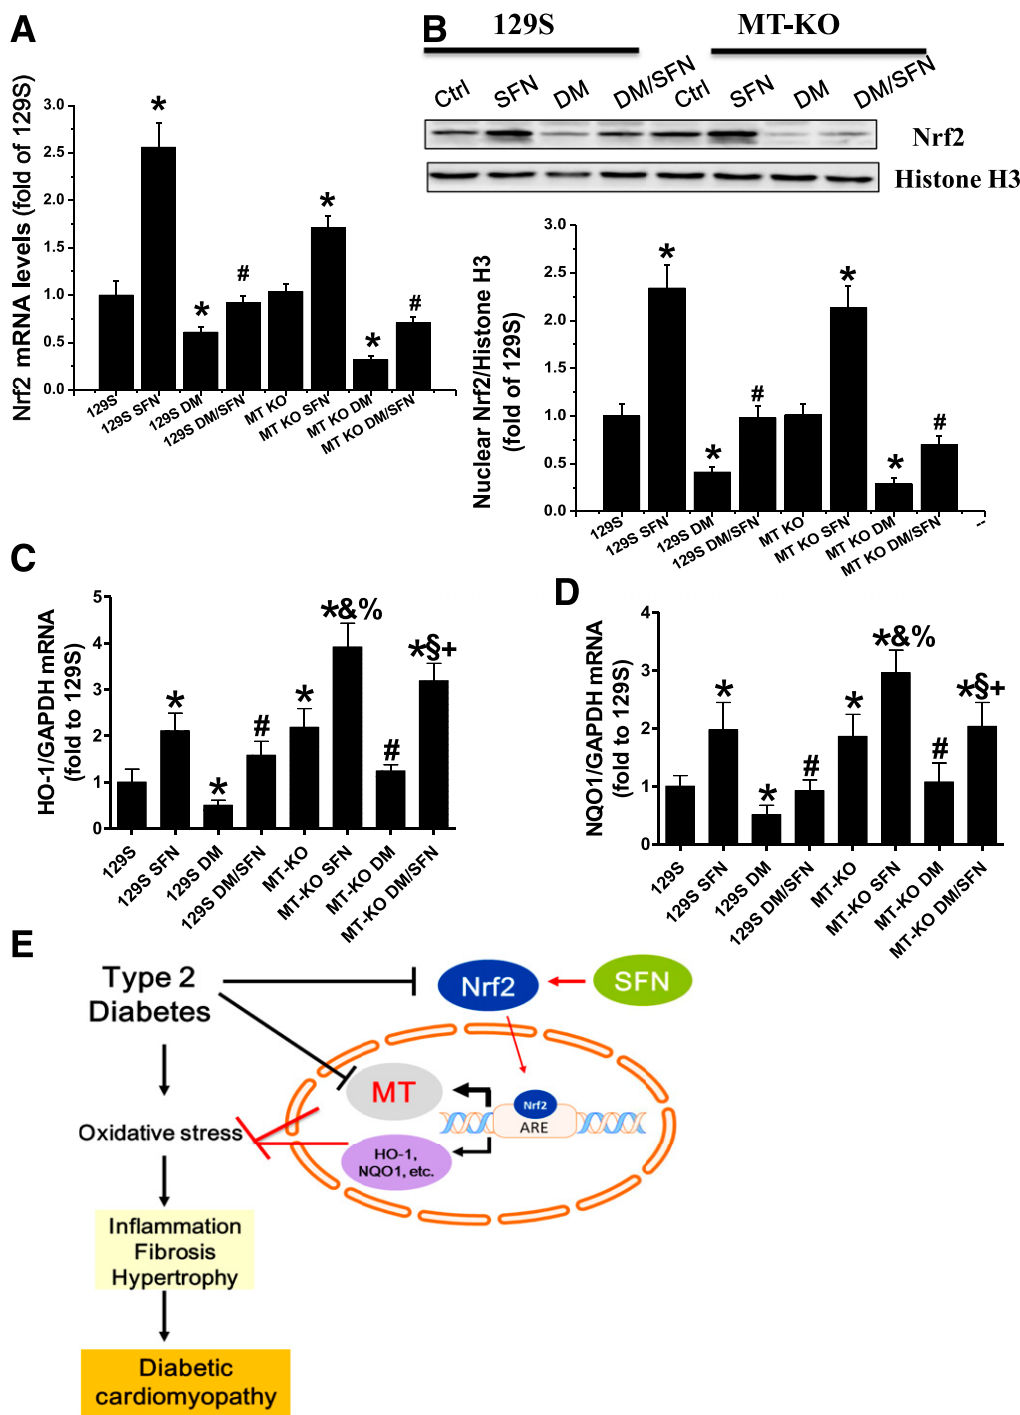 A
Nrf2 mRNA levels (fold of 129S)
3.0
2.5
2.0
1.5
1.0
0.5
0.0
*
*
#
*
*
#
129S
129S SFN
129S DM
129S DM/SFN
MT KO
MT KO SFN
MT KO DM
MT KO DM/SFN
B
129S
MT-KO
Ctrl
SFN
DM
DM/SFN
Ctrl
SFN
DM
DM/SFN
Nrf2
Histone H3
Nuclear Nrf2/Histone H3
(fold of 129S)
3.0
2.5
2.0
1.5
1.0
0.5
0.0
*
*
#
*
*
#
129S
129S SFN
129S DM
129S DM/SFN
MT KO
MT KO SFN
MT KO DM
MT KO DM/SFN
--
C
HO-1/GAPDH mRNA
(fold to 129S)
5
4
3
2
1
0
*
*
#
*
*&%
#
*§+
129S
129S SFN
129S DM
129S DM/SFN
MT-KO
MT-KO SFN
MT-KO DM
MT-KO DM/SFN
D
NQO1/GAPDH mRNA
(fold to 129S)
4
3
2
1
0
*
*
#
*
*&%
#
*§+
129S
129S SFN
129S DM
129S DM/SFN
MT-KO
MT-KO SFN
MT-KO DM
MT-KO DM/SFN
E
Type 2
Diabetes
Nrf2
SFN
MT
Nrf2
ARE
Oxidative stress
HO-1,
NQO1, etc.
Inflammation
Fibrosis
Hypertrophy
Diabetic
cardiomyopathy